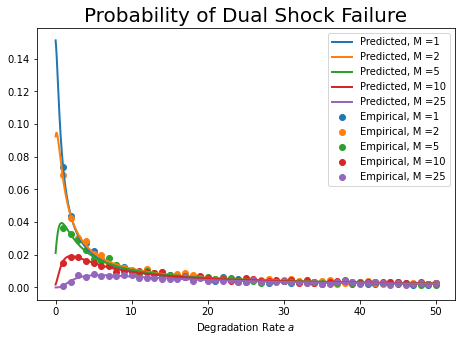 Probability of Dual Shock Failure
Predicted, M =1
Predicted, M =2
Predicted, M =5
Predicted, M =10
Predicted, M =25
Empirical, M =1
Empirical, M =2
Empirical, M =5
Empirical, M =10
Empirical, M =25
0.14
0.12
0.10
0.08
0.06
0.04
0.02
0.00
0 10 20 30 40 50
Degradation Rate a